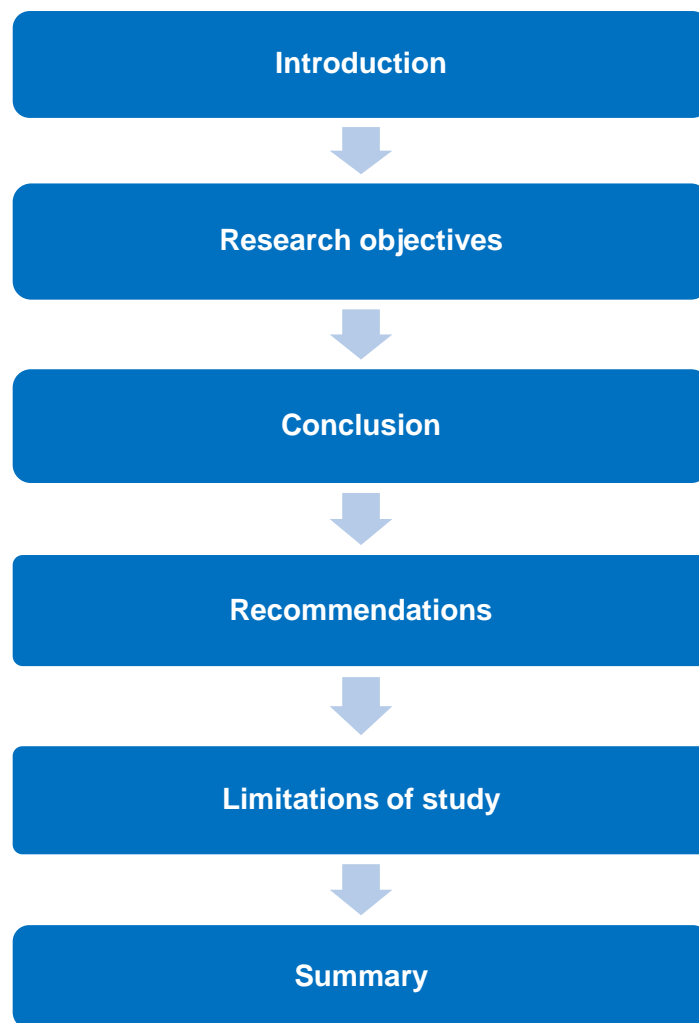 Introduction
Research objectives
Conclusion
Recommendations
Limitations of study
Summary